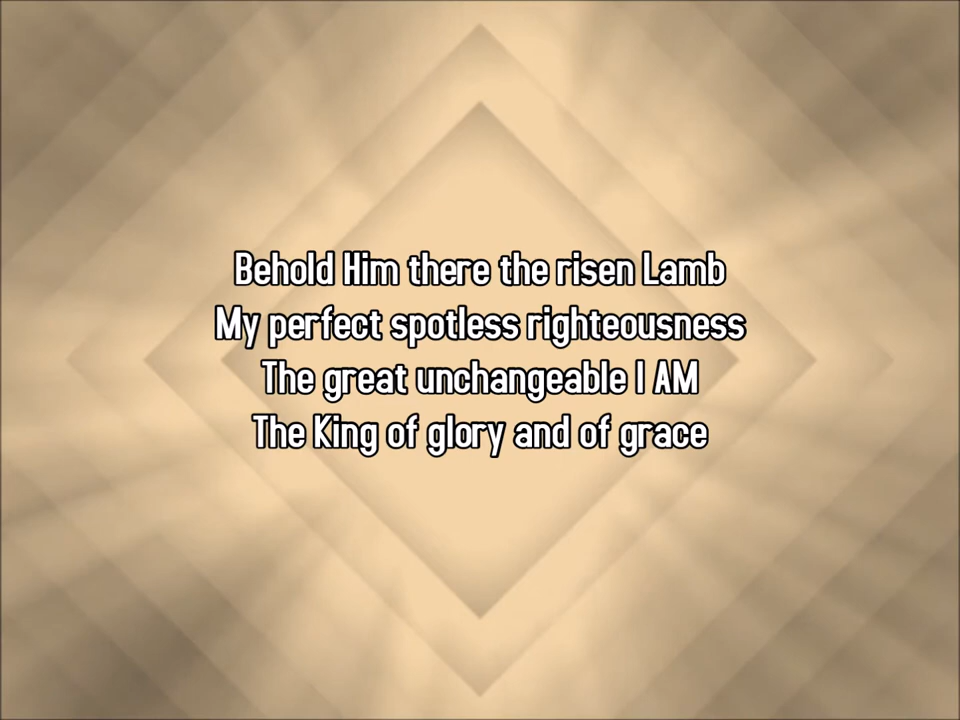 Behold Him there the risen Lamb
My perfect spotless righteousness
The great unchangeable I AM
The King of glory and of grace